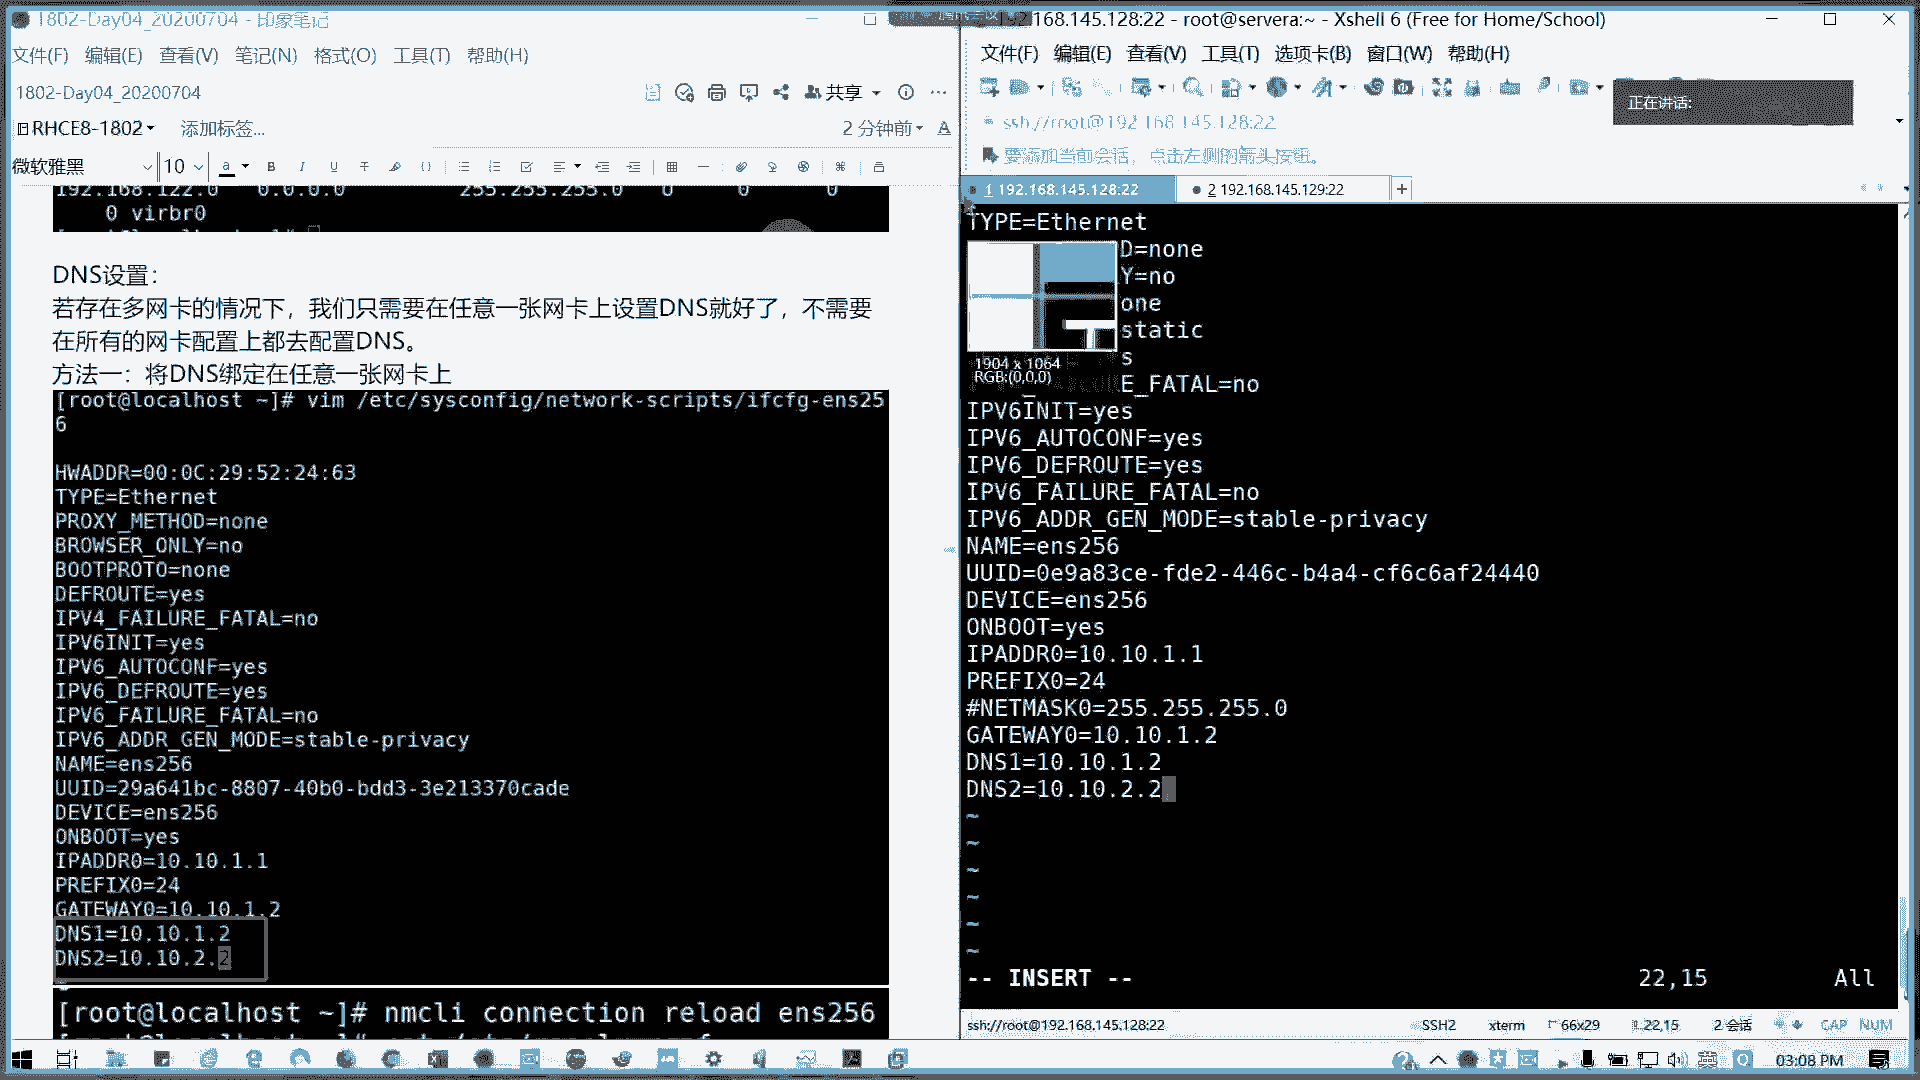 1802-Day04_20200704 - 印象笔记
文件(F) 编辑(E) 查看(V) 笔记(N) 格式(O) 工具(T) 帮助(H)
1802-Day04_20200704
共享
RHCE8-1802
添加标签...
2 分钟前
微软雅黑 10
192.168.122.0 0.0.0.0 255.255.255.0 U 0 0
0 virbr0
DNS设置：
若存在多网卡的情况下，我们只需要在任意一张网卡上设置DNS就好了，不需要
在所有的网卡配置上都去配置DNS。
方法一：将DNS绑定在任意一张网卡上
[root@localhost ~]# vim /etc/sysconfig/network-scripts/ifcfg-ens25
6
HWADDR=00:0C:29:52:24:63
TYPE=Ethernet
PROXY_METHOD=none
BROWSER_ONLY=no
BOOTPROTO=none
DEFROUTE=yes
IPV4_FAILURE_FATAL=no
IPV6INIT=yes
IPV6_AUTOCONF=yes
IPV6_DEFROUTE=yes
IPV6_FAILURE_FATAL=no
IPV6_ADDR_GEN_MODE=stable-privacy
NAME=ens256
UUID=29a641bc-8807-40b0-bdd3-3e213370cade
DEVICE=ens256
ONBOOT=yes
IPADDR0=10.10.1.1
PREFIX0=24
GATEWAY0=10.10.1.2
DNS1=10.10.1.2
DNS2=10.10.2.2
[root@localhost ~]# nmcli connection reload ens256
168.145.128:22 - root@servera:~ - Xshell 6 (Free for Home/School)
文件(F) 编辑(E) 查看(V) 工具(T) 选项卡(B) 窗口(W) 帮助(H)
正在讲话:
ssh://root@192.168.145.128:22
要添加当前会话，点击左侧的箭头按钮。
1 192.168.145.128:22
2 192.168.145.129:22
TYPE=Ethernet
D=none
Y=no
one
static
s
E_FATAL=no
1904 x 1064
RGB:(0,0,0)
IPV6INIT=yes
IPV6_AUTOCONF=yes
IPV6_DEFROUTE=yes
IPV6_FAILURE_FATAL=no
IPV6_ADDR_GEN_MODE=stable-privacy
NAME=ens256
UUID=0e9a83ce-fde2-446c-b4a4-cf6c6af24440
DEVICE=ens256
ONBOOT=yes
IPADDR0=10.10.1.1
PREFIX0=24
#NETMASK0=255.255.255.0
GATEWAY0=10.10.1.2
DNS1=10.10.1.2
DNS2=10.10.2.2
~
~
~
~
~
~
-- INSERT -- 22,15 All
ssh://root@192.168.145.128:22 SSH2 xterm 66x29 22,15 2 会话 CAP NUM
英 03:08 PM